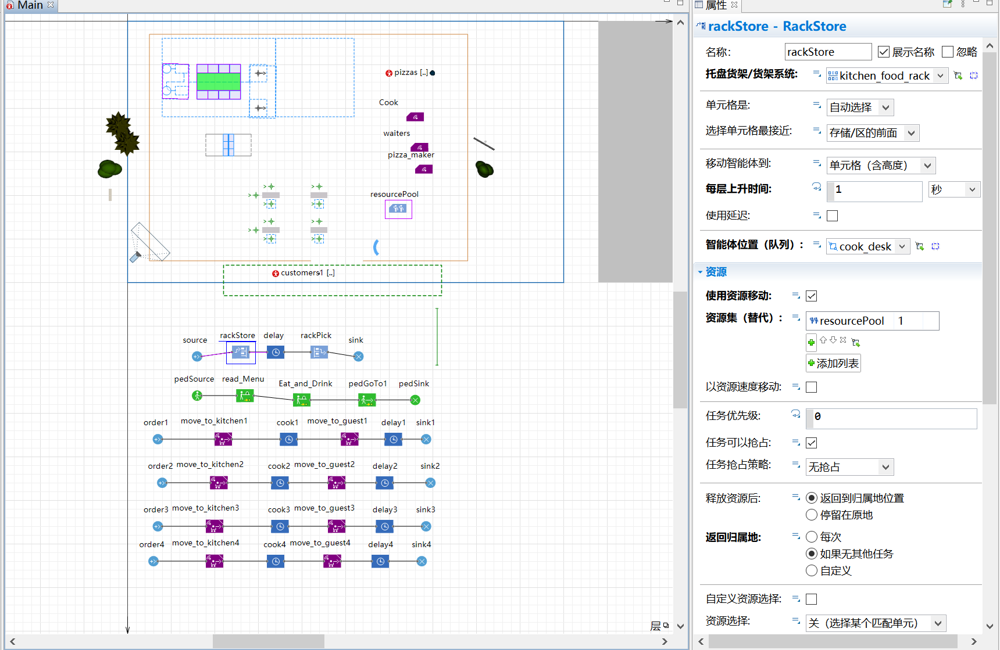 Main
pizzas [..]
Cook
waiters
pizza_maker
resourcePool
customers1 [..]
source
rackStore
delay
rackPick
sink
pedSource
read_Menu
Eat_and_Drink
pedGoTo1
pedSink
order1
move_to_kitchen1
cook1
move_to_guest1
delay1
sink1
order2
move_to_kitchen2
cook2
move_to_guest2
delay2
sink2
order3
move_to_kitchen3
cook3
move_to_guest3
delay3
sink3
order4
move_to_kitchen4
cook4
move_to_guest4
delay4
sink4
层
属性
rackStore - RackStore
名称: rackStore 展示名称 忽略
托盘货架/货架系统: kitchen_food_rack
单元格是: 自动选择
选择单元格最接近: 存储/区的前面
移动智能体到: 单元格（含高度）
每层上升时间: 1 秒
使用延迟:
智能体位置（队列）: cook_desk
资源
使用资源移动:
资源集（替代）: resourcePool 1
添加列表
以资源速度移动:
任务优先级: 0
任务可以抢占:
任务抢占策略: 无抢占
释放资源后: 返回到归属地位置
停留在原地
返回归属地: 每次
如果无其他任务
自定义
自定义资源选择:
资源选择: 关（选择某个匹配单元）